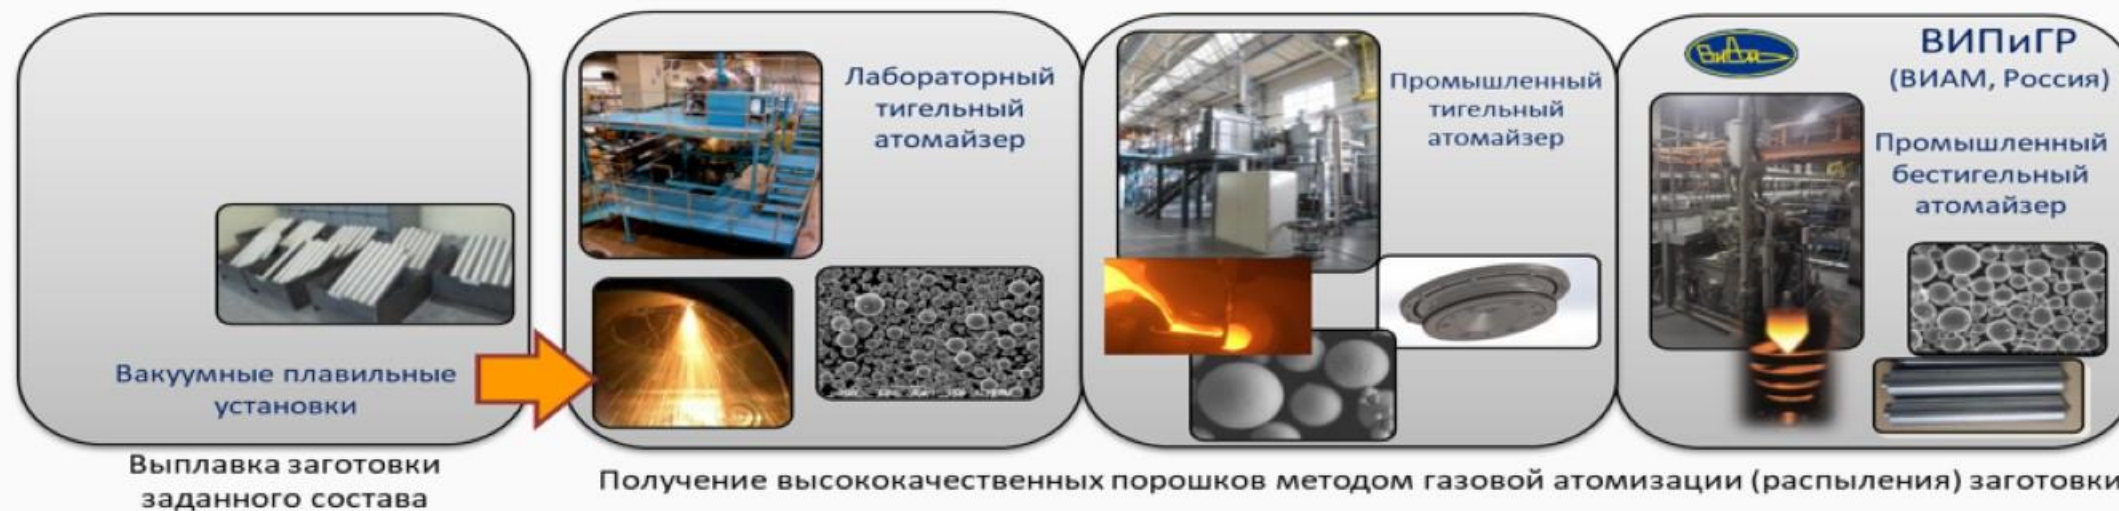 Вакуумные плавильные
установки
Выплавка заготовки
заданного состава
Лабораторный
тигельный
атомайзер
Промышленный
тигельный
атомайзер
ВиАМ
ВИПиГР
(ВИАМ, Россия)
Промышленный
бестигельный
атомайзер
Получение высококачественных порошков методом газовой атомизации (распыления) заготовки